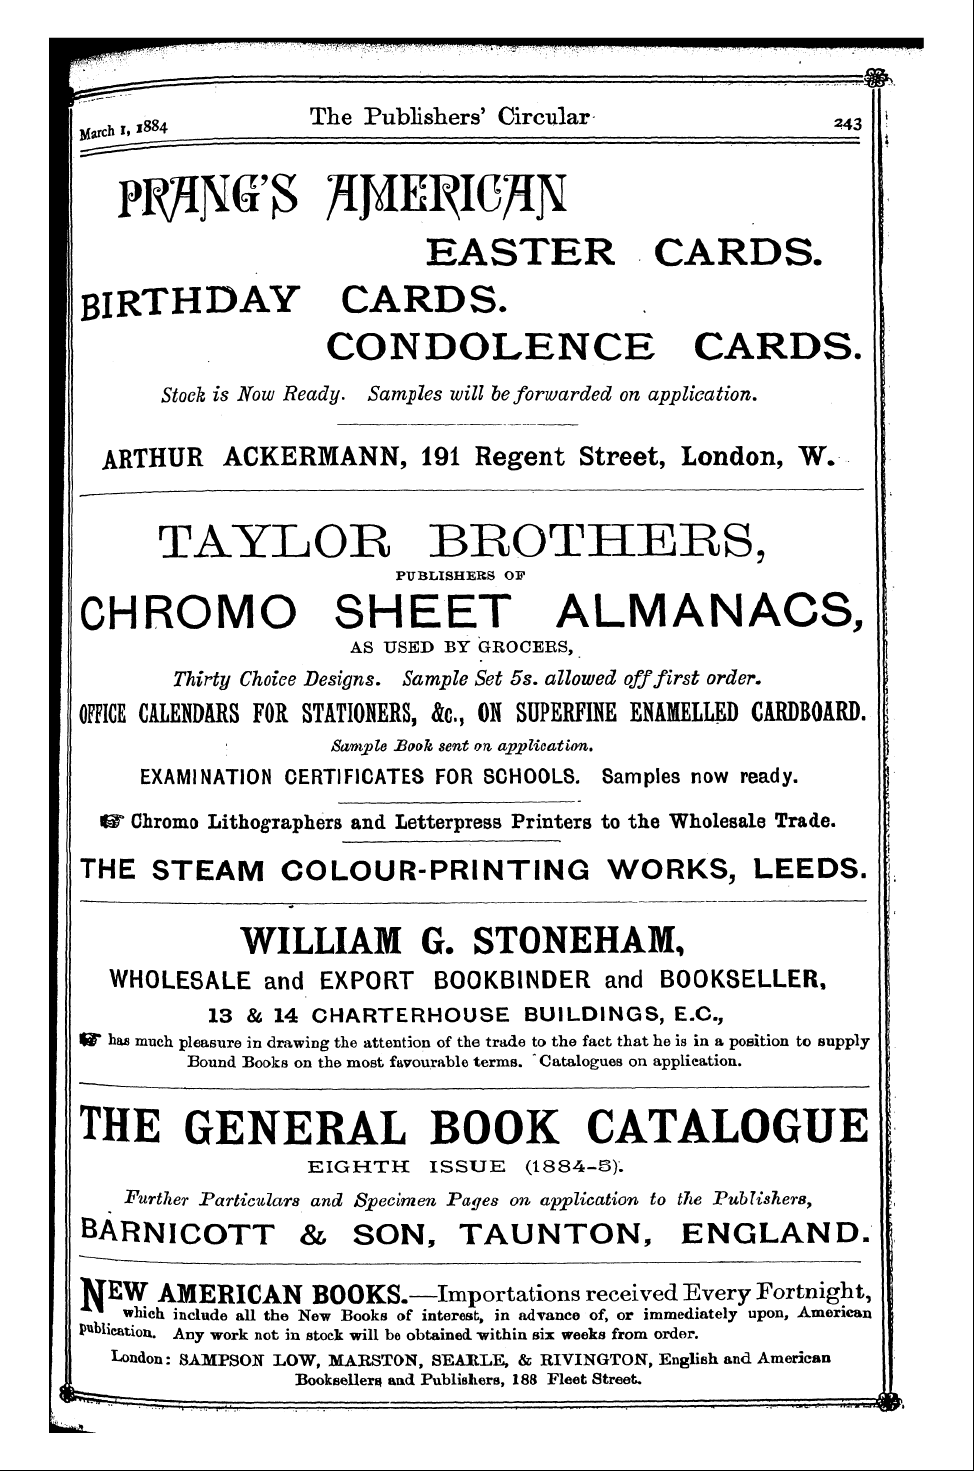 March 1, 1884 The Publishers' Circular 243
PRANG'S AMERICAN
EASTER CARDS.
BIRTHDAY CARDS.
CONDOLENCE CARDS.
Stock is Now Ready. Samples will be forwarded on application.
ARTHUR ACKERMANN, 191 Regent Street, London, W.
TAYLOR BROTHERS,
PUBLISHERS OF
CHROMO SHEET ALMANACS,
AS USED BY GROCERS,
Thirty Choice Designs. Sample Set 5s. allowed off first order.
OFFICE CALENDARS FOR STATIONERS, &c., ON SUPERFINE ENAMELLED CARDBOARD.
Sample Book sent on application.
EXAMINATION CERTIFICATES FOR SCHOOLS. Samples now ready.
☞ Chromo Lithographers and Letterpress Printers to the Wholesale Trade.
THE STEAM COLOUR-PRINTING WORKS, LEEDS.
WILLIAM G. STONEHAM,
WHOLESALE and EXPORT BOOKBINDER and BOOKSELLER,
13 & 14 CHARTERHOUSE BUILDINGS, E.C.,
☞ has much pleasure in drawing the attention of the trade to the fact that he is in a position to supply
Bound Books on the most favourable terms. Catalogues on application.
THE GENERAL BOOK CATALOGUE
EIGHTH ISSUE (1884-5).
Further Particulars and Specimen Pages on application to the Publishers,
BARNICOTT & SON, TAUNTON, ENGLAND.
NEW AMERICAN BOOKS.—Importations received Every Fortnight,
which include all the New Books of interest, in advance of, or immediately upon, American
publication. Any work not in stock will be obtained within six weeks from order.
London: SAMPSON LOW, MARSTON, SEARLE, & RIVINGTON, English and American
Booksellers and Publishers, 188 Fleet Street.